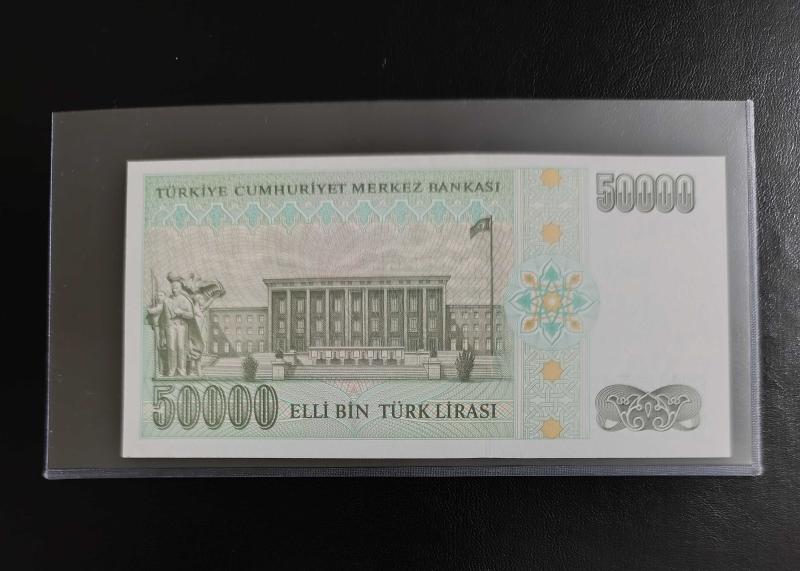 TÜRKİYE CUMHURİYET MERKEZ BANKASI
50000
50000 ELLİ BİN TÜRK LİRASI